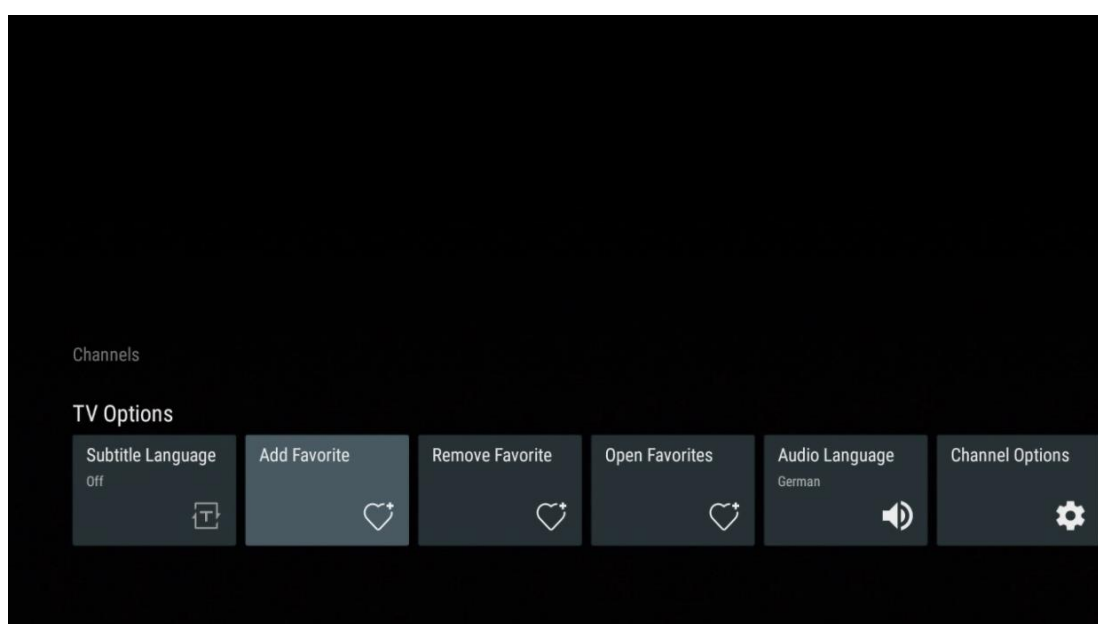 Channels
TV Options
Subtitle Language
Off
Add Favorite
Remove Favorite
Open Favorites
Audio Language
German
Channel Options